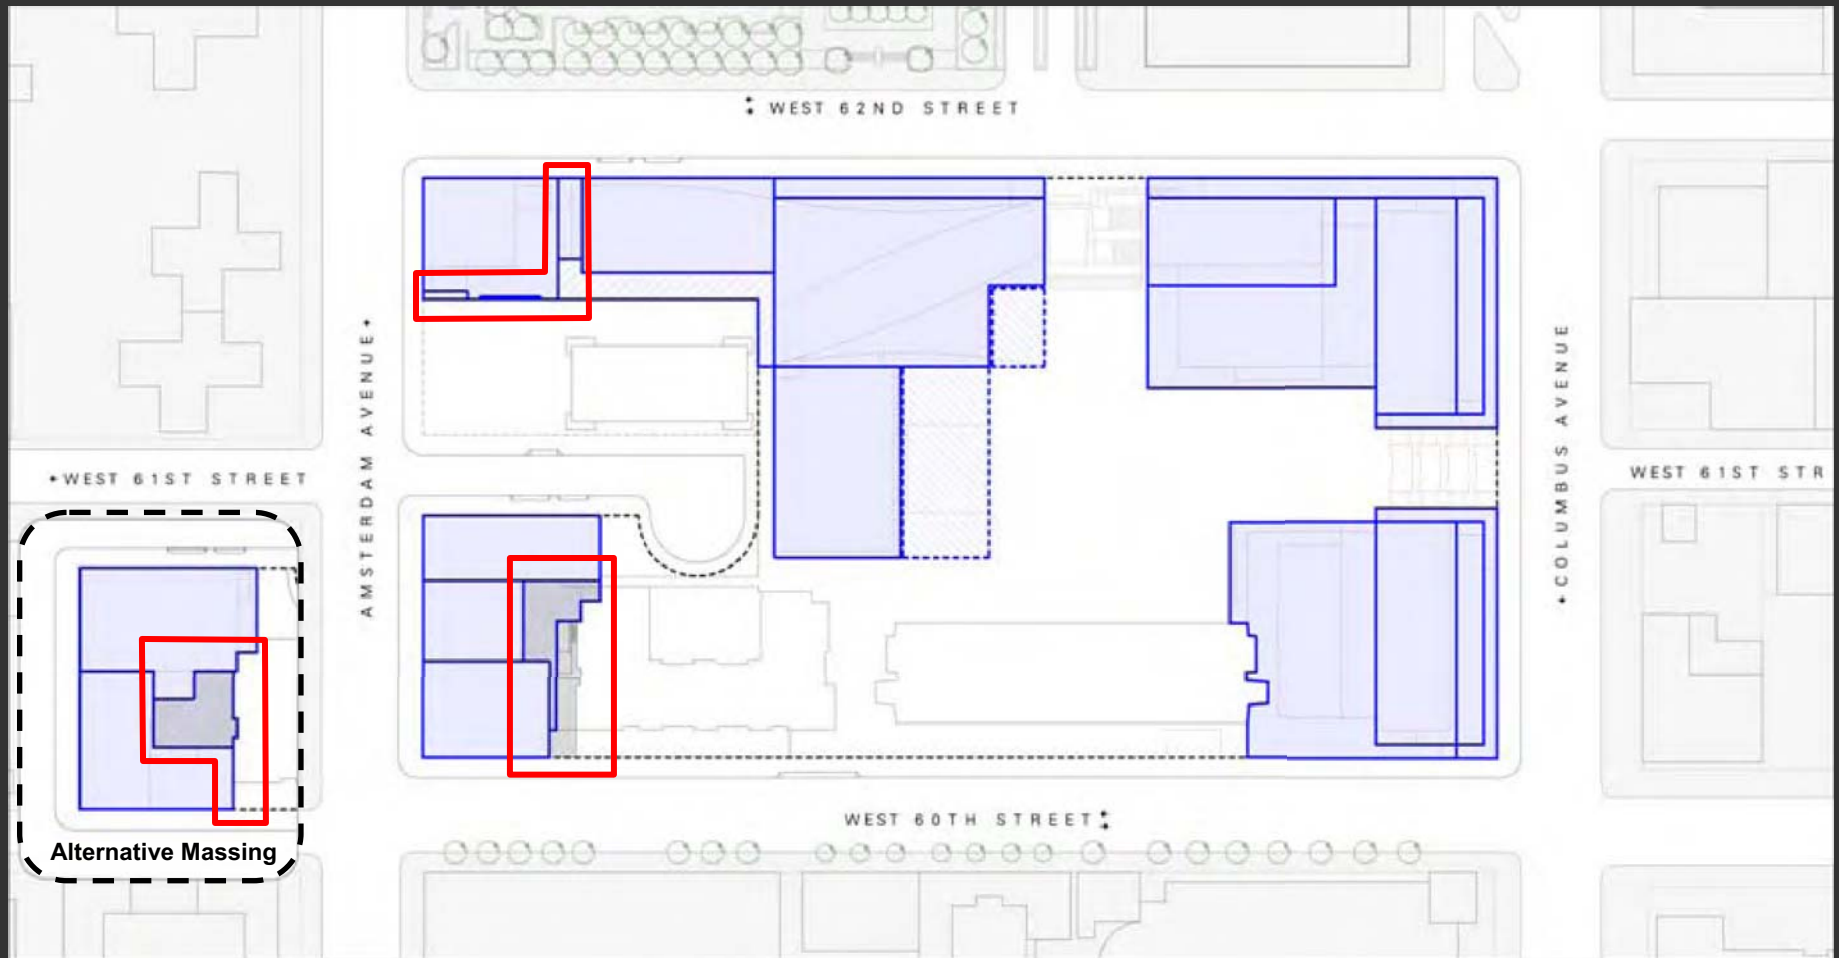 WEST 62ND STREET
AMSTERDAM AVENUE
COLUMBUS AVENUE
WEST 61ST STREET
WEST 61ST STR
WEST 60TH STREET
Alternative Massing